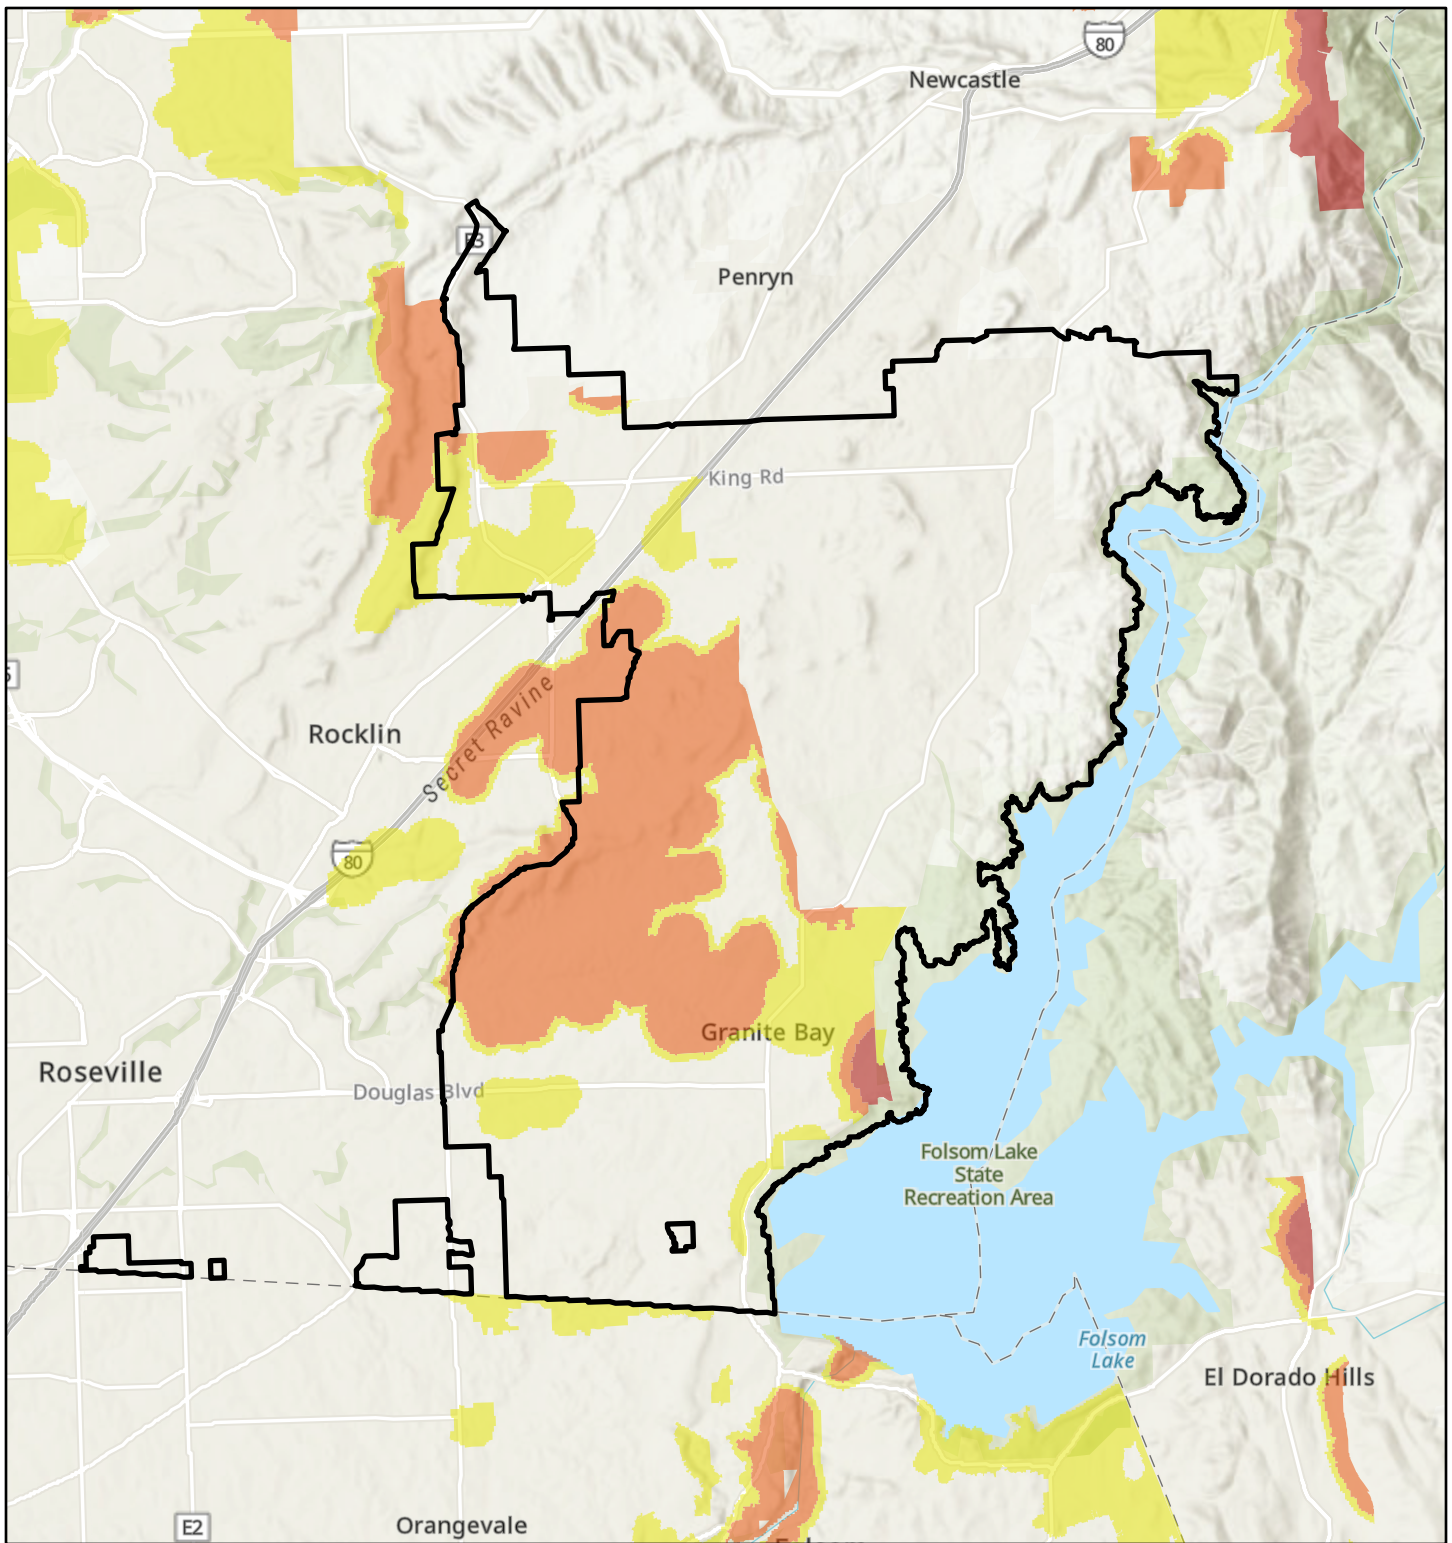 80
Newcastle
E3
Penryn
King Rd
Secret Ravine
Rocklin
80
Granite Bay
Roseville
Douglas Blvd
Folsom Lake
State
Recreation Area
Folsom
Lake
El Dorado Hills
Orangevale
E2